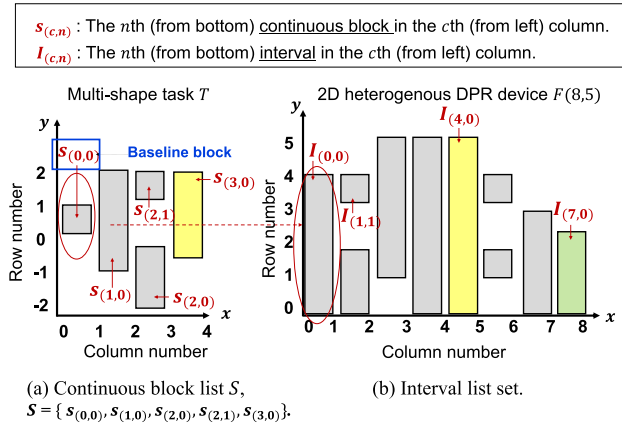 s(c,n) : The nth (from bottom) continuous block in the cth (from left) column.
I(c,n) : The nth (from bottom) interval in the cth (from left) column.
Multi-shape task T
2D heterogenous DPR device F(8,5)
y
s(0,0)
Baseline block
2
1
0
-1
-2
Row number
s(3,0)
s(2,1)
s(1,0)
s(2,0)
0 1 2 3 4 x
Column number
y
I(0,0)
I(4,0)
5
4
3
2
1
0
Row number
I(1,1)
I(7,0)
0 1 2 3 4 5 6 7 8 x
Column number
(a) Continuous block list S,
S = { s(0,0), s(1,0), s(2,0), s(2,1), s(3,0)}.
(b) Interval list set.